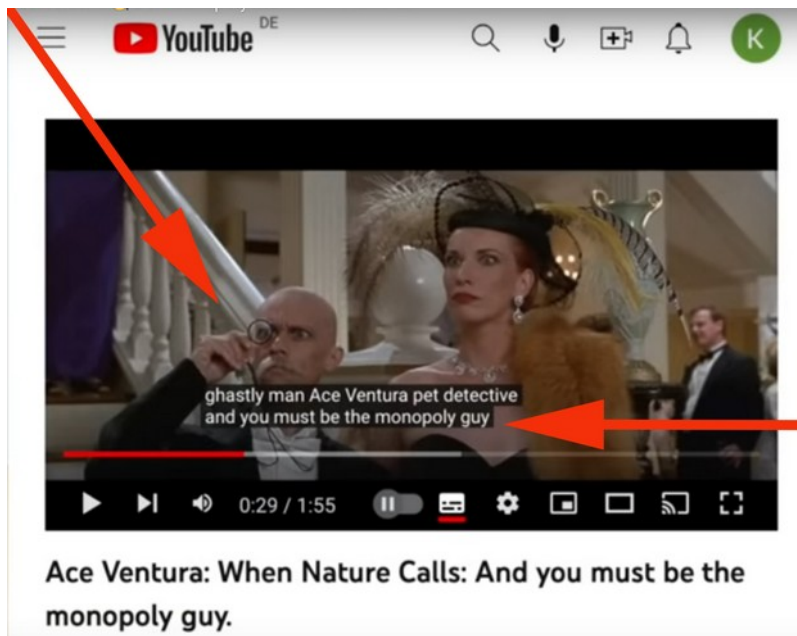 YouTube DE
K
ghastly man Ace Ventura pet detective
and you must be the monopoly guy
0:29 / 1:55
Ace Ventura: When Nature Calls: And you must be the
monopoly guy.